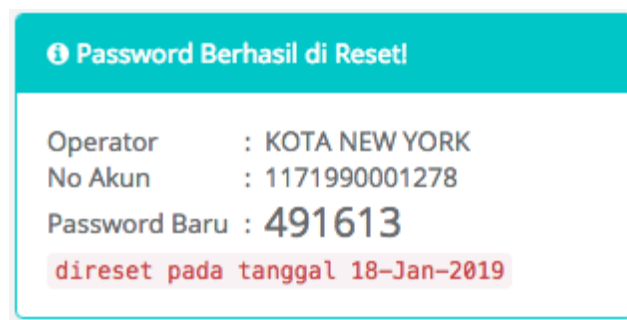 Password Berhasil di Reset!
Operator : KOTA NEW YORK
No Akun : 1171990001278
Password Baru : 491613
direset pada tanggal 18-Jan-2019